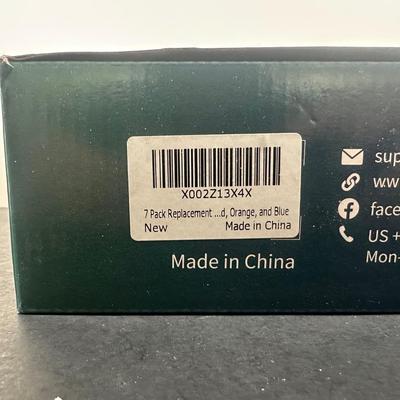 X002Z13X4X
7 Pack Replacement ...d, Orange, and Blue
New Made in China
Made in China
sup
ww
face
US +
Mon-